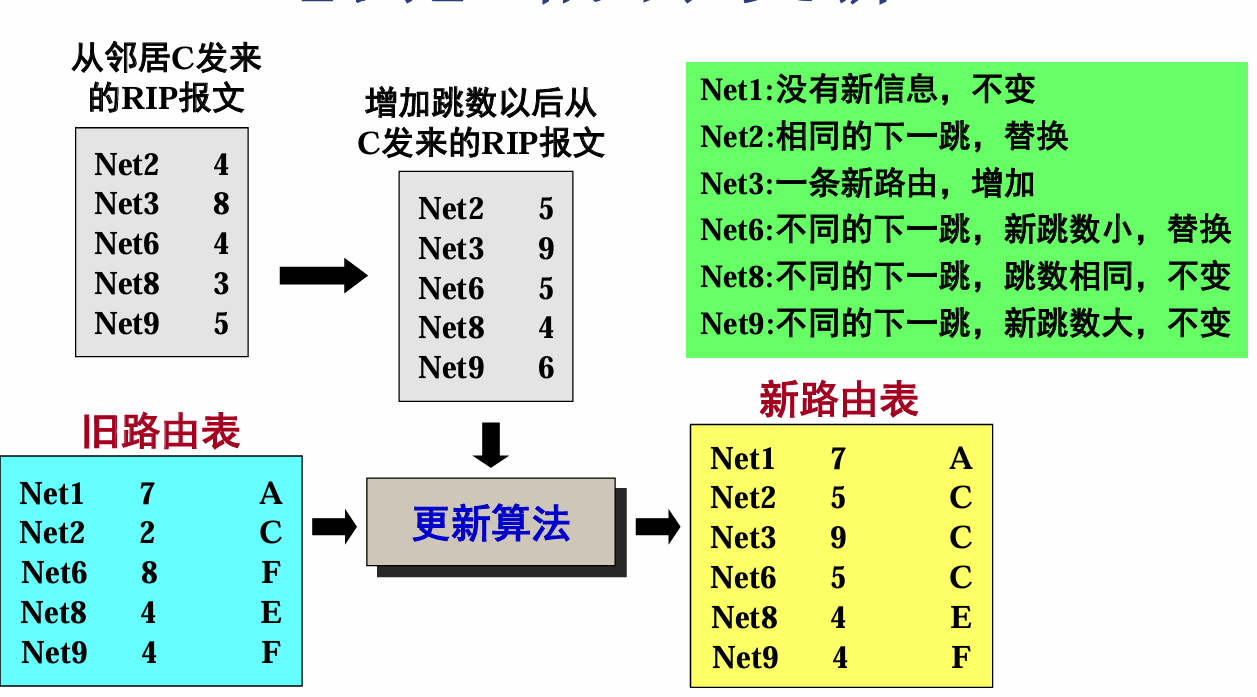 从邻居C发来
的RIP报文
Net2 4
Net3 8
Net6 4
Net8 3
Net9 5
增加跳数以后从
C发来的RIP报文
Net2 5
Net3 9
Net6 5
Net8 4
Net9 6
Net1:没有新信息，不变
Net2:相同的下一跳，替换
Net3:一条新路由，增加
Net6:不同的下一跳，新跳数小，替换
Net8:不同的下一跳，跳数相同，不变
Net9:不同的下一跳，新跳数大，不变
旧路由表
Net1 7 A
Net2 2 C
Net6 8 F
Net8 4 E
Net9 4 F
更新算法
新路由表
Net1 7 A
Net2 5 C
Net3 9 C
Net6 5 C
Net8 4 E
Net9 4 F